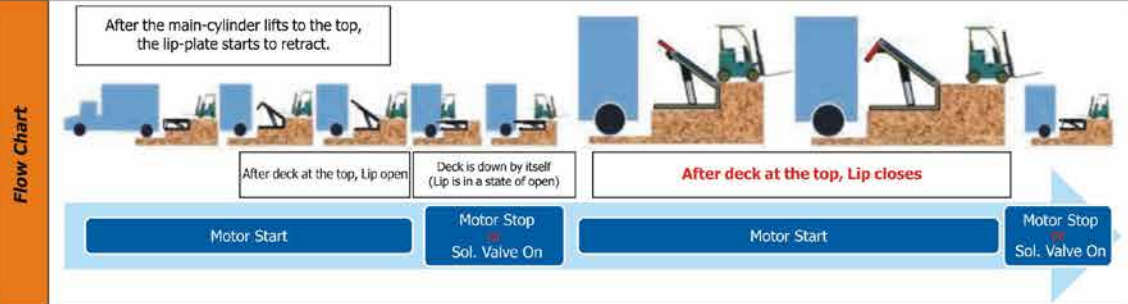 Flow Chart
After the main-cylinder lifts to the top,
the lip-plate starts to retract.
After deck at the top, Lip open
Deck is down by itself
(Lip is in a state of open)
After deck at the top, Lip closes
Motor Start
Motor Stop
Sol. Valve On
Motor Start
Motor Stop
Sol. Valve On